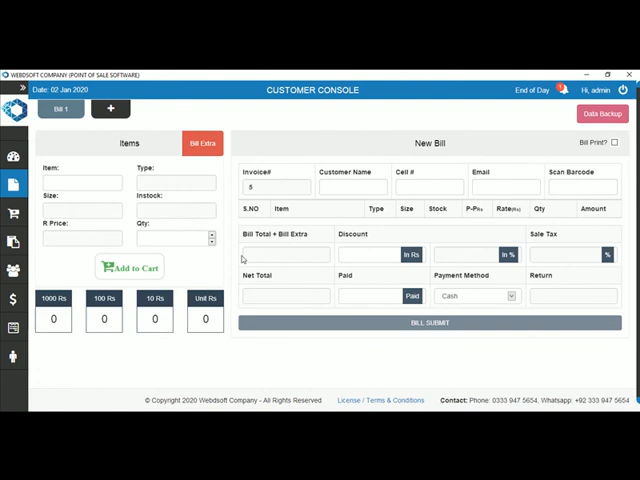 WEBDSOFT COMPANY (POINT OF SALE SOFTWARE)
Date: 02 Jan 2020
CUSTOMER CONSOLE
End of Day
Hi, admin
Bill 1
+
Data Backup
Items
Bill Extra
New Bill
Bill Print?
Item:
Type:
Size:
Instock:
R Price:
Qty:
Add to Cart
1000 Rs
100 Rs
10 Rs
Unit Rs
0
0
0
0
Invoice#
Customer Name
Cell #
Email
Scan Barcode
5
S.NO
Item
Type
Size
Stock
P-PRs
Rate(Rs)
Qty
Amount
Bill Total + Bill Extra
Discount
Sale Tax
In Rs
In %
%
Net Total
Paid
Payment Method
Return
Paid
Cash
BILL SUBMIT
© Copyright 2020 Webdsoft Company - All Rights Reserved
License / Terms & Conditions
Contact: Phone: 0333 947 5654, Whatsapp: +92 333 947 5654